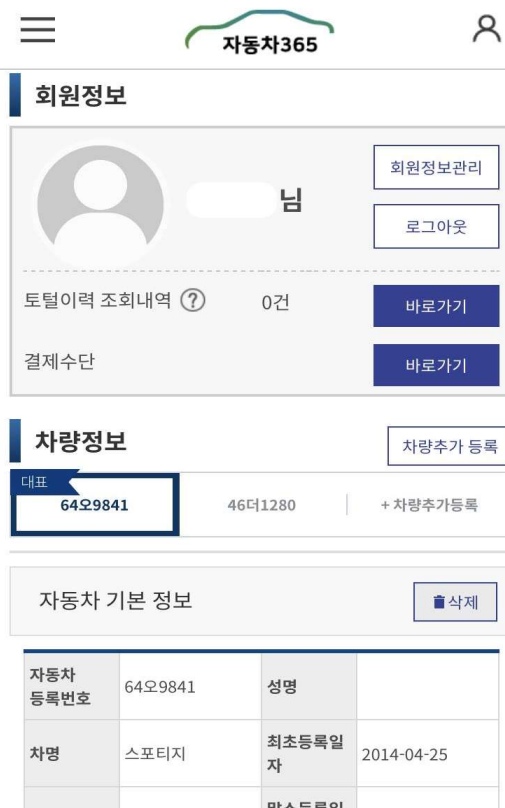 자동차365
회원정보
님
회원정보관리
로그아웃
토털이력 조회내역 ? 0건 바로가기
결제수단 바로가기
차량정보 차량추가 등록
대표
64오9841 46더1280 + 차량추가등록
자동차 기본 정보 삭제
자동차
등록번호 64오9841 성명
차명 스포티지 최초등록일
자 2014-04-25